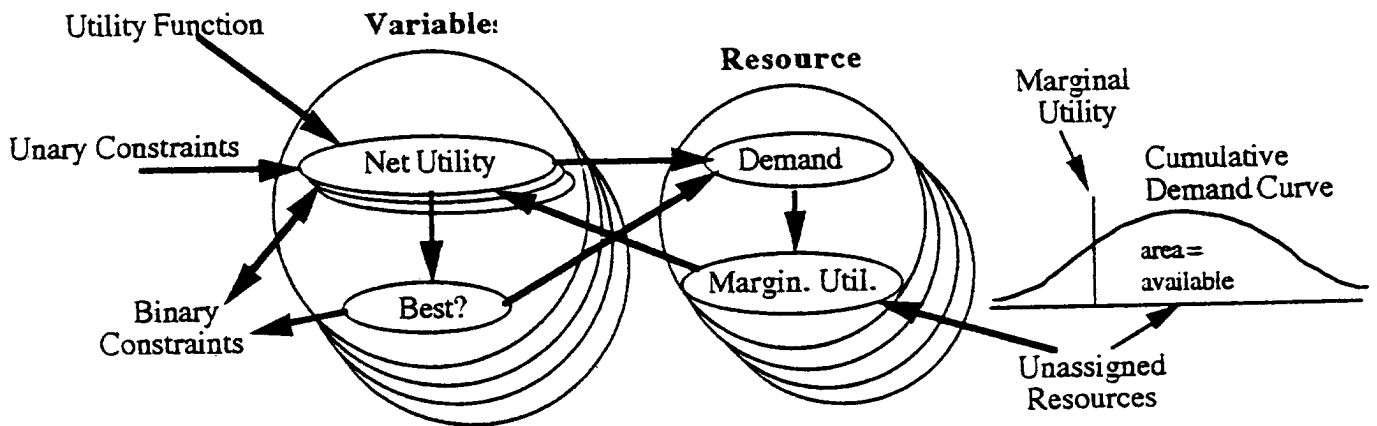 Utility Function
Variable:
Resource
Marginal
Utility
Unary Constraints
Net Utility
Demand
Cumulative
Demand Curve
area=
available
Margin. Util.
Best?
Binary
Constraints
Unassigned
Resources